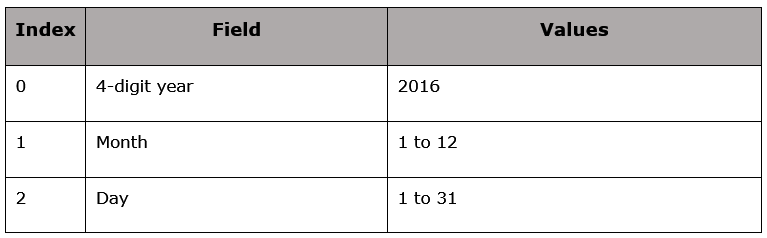 Index Field Values
0 4-digit year 2016
1 Month 1 to 12
2 Day 1 to 31